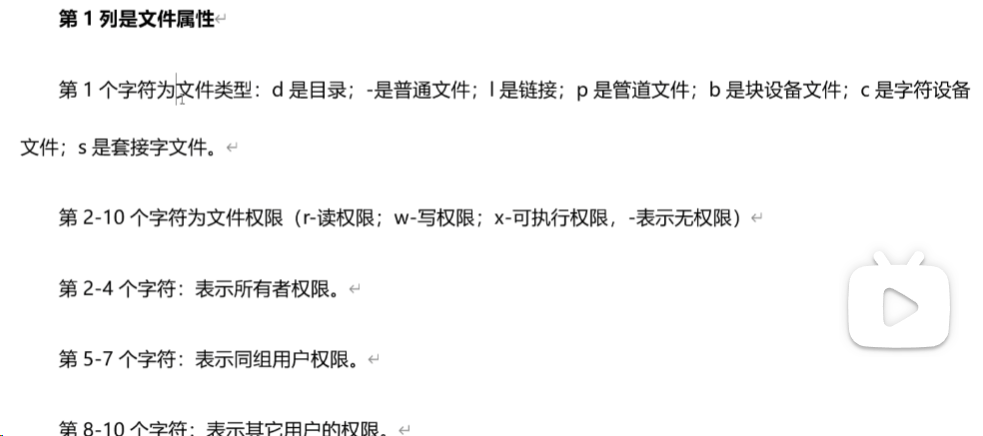 第 1 列是文件属性
第 1 个字符为文件类型：d 是目录；-是普通文件；l 是链接；p 是管道文件；b 是块设备文件；c 是字符设备
文件；s 是套接字文件。
第 2-10 个字符为文件权限（r-读权限；w-写权限；x-可执行权限，-表示无权限）
第 2-4 个字符：表示所有者权限。
第 5-7 个字符：表示同组用户权限。
第 8-10 个字符：表示其它用户的权限。